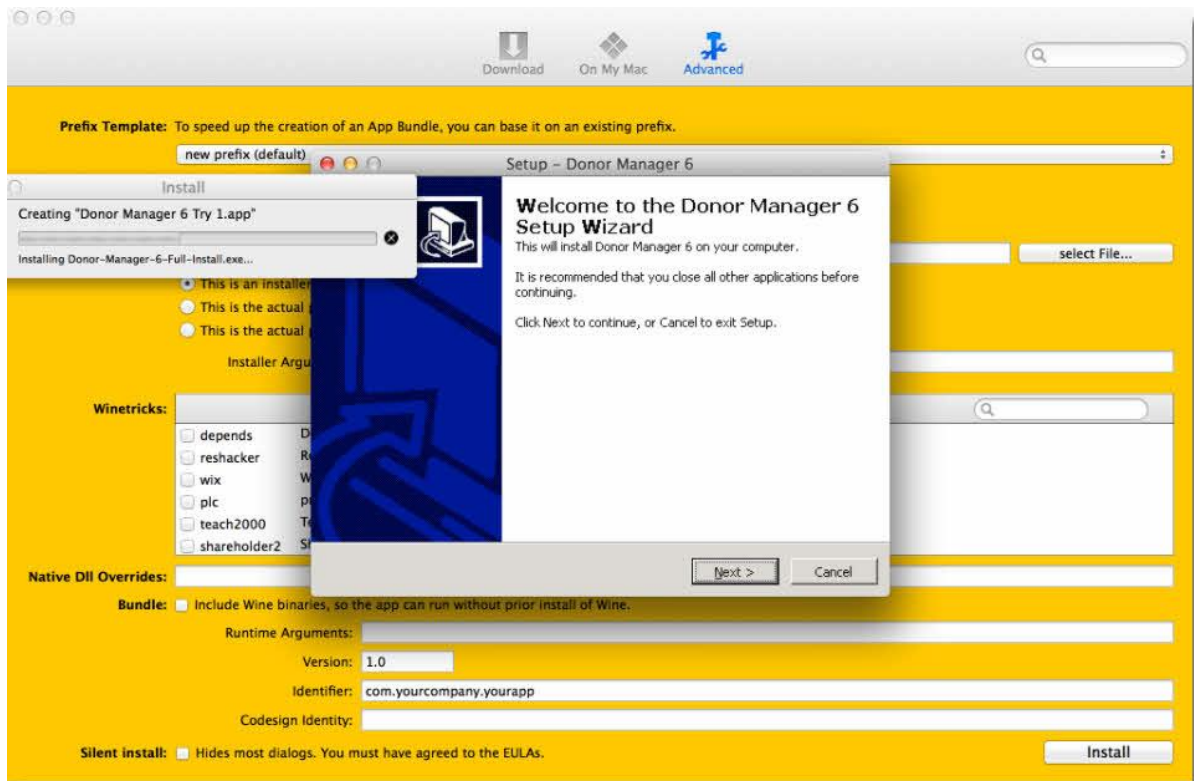 Download On My Mac Advanced
Prefix Template: To speed up the creation of an App Bundle, you can base it on an existing prefix.
new prefix (default)
Setup – Donor Manager 6
Install
Creating "Donor Manager 6 Try 1.app"
Installing Donor-Manager-6-Full-Install.exe...
Welcome to the Donor Manager 6
Setup Wizard
This will install Donor Manager 6 on your computer.
It is recommended that you close all other applications before
continuing.
Click Next to continue, or Cancel to exit Setup.
Next >
Cancel
select File...
This is an installer
This is the actual
This is the actual
Installer Argu
Winetricks:
depends D
reshacker R
wix W
plc p
teach2000 T
shareholder2 S
Native Dll Overrides:
Bundle: Include Wine binaries, so the app can run without prior install of Wine.
Runtime Arguments:
Version: 1.0
Identifier: com.yourcompany.yourapp
Codesign Identity:
Silent install: Hides most dialogs. You must have agreed to the EULAs.
Install